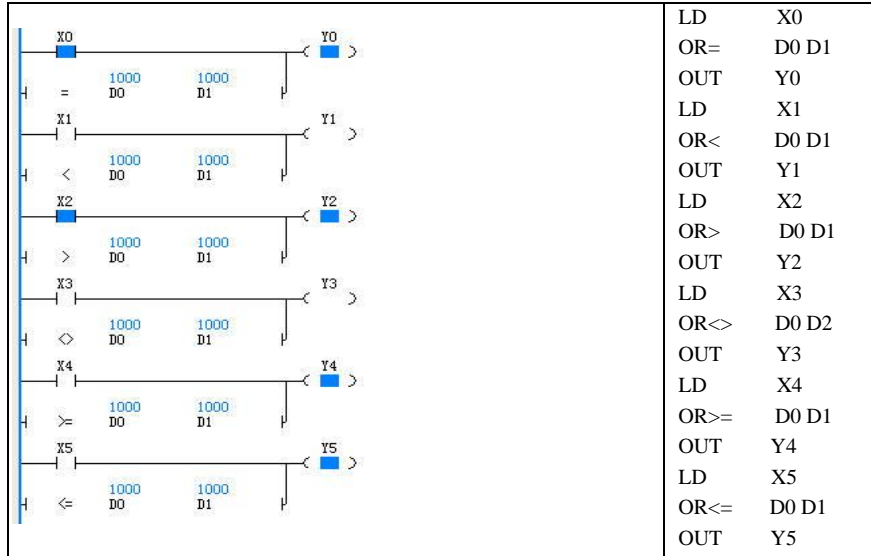 X0 Y0
1000 1000
= D0 D1
X1 Y1
1000 1000
< D0 D1
X2 Y2
1000 1000
> D0 D1
X3 Y3
1000 1000
<> D0 D1
X4 Y4
1000 1000
>= D0 D1
X5 Y5
1000 1000
<= D0 D1
LD X0
OR= D0 D1
OUT Y0
LD X1
OR< D0 D1
OUT Y1
LD X2
OR> D0 D1
OUT Y2
LD X3
OR<> D0 D2
OUT Y3
LD X4
OR>= D0 D1
OUT Y4
LD X5
OR<= D0 D1
OUT Y5